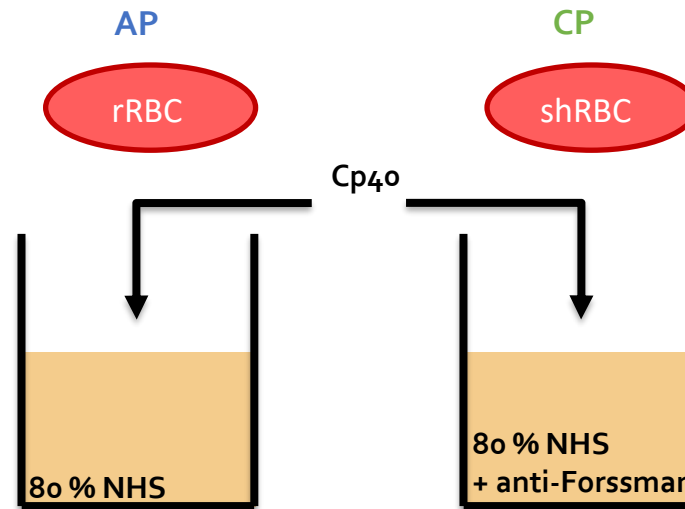 AP
CP
rRBC
shRBC
Cp40
80 % NHS
80 % NHS
+ anti-Forssman